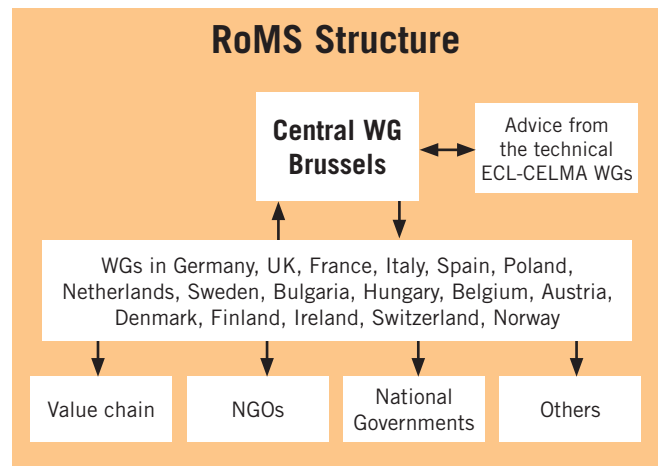 RoMS Structure
Central WG
Brussels
Advice from
the technical
ECL-CELMA WGs
WGs in Germany, UK, France, Italy, Spain, Poland,
Netherlands, Sweden, Bulgaria, Hungary, Belgium, Austria,
Denmark, Finland, Ireland, Switzerland, Norway
Value chain
NGOs
National
Governments
Others